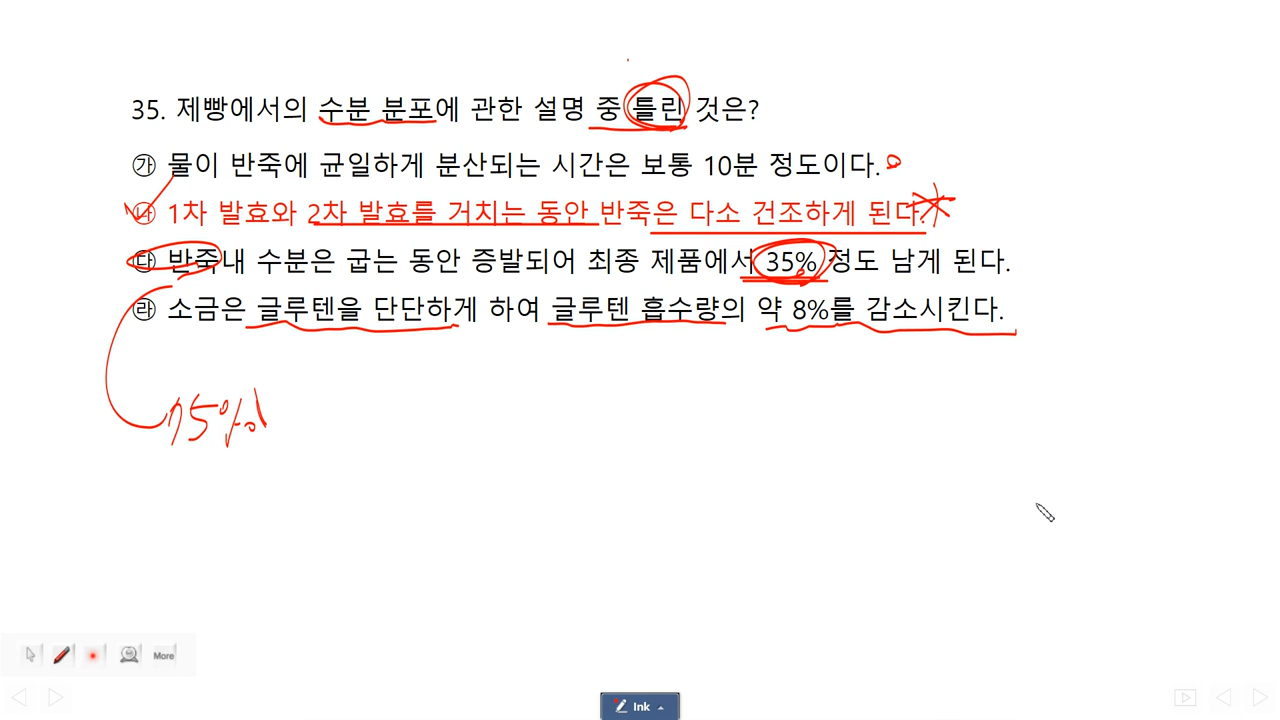 35. 제빵에서의 수분 분포에 관한 설명 중 틀린 것은?
㉮ 물이 반죽에 균일하게 분산되는 시간은 보통 10분 정도이다.
㉯ 1차 발효와 2차 발효를 거치는 동안 반죽은 다소 건조하게 된다.
㉰ 반죽내 수분은 굽는 동안 증발되어 최종 제품에서 35% 정도 남게 된다.
㉱ 소금은 글루텐을 단단하게 하여 글루텐 흡수량의 약 8%를 감소시킨다.
More
Ink